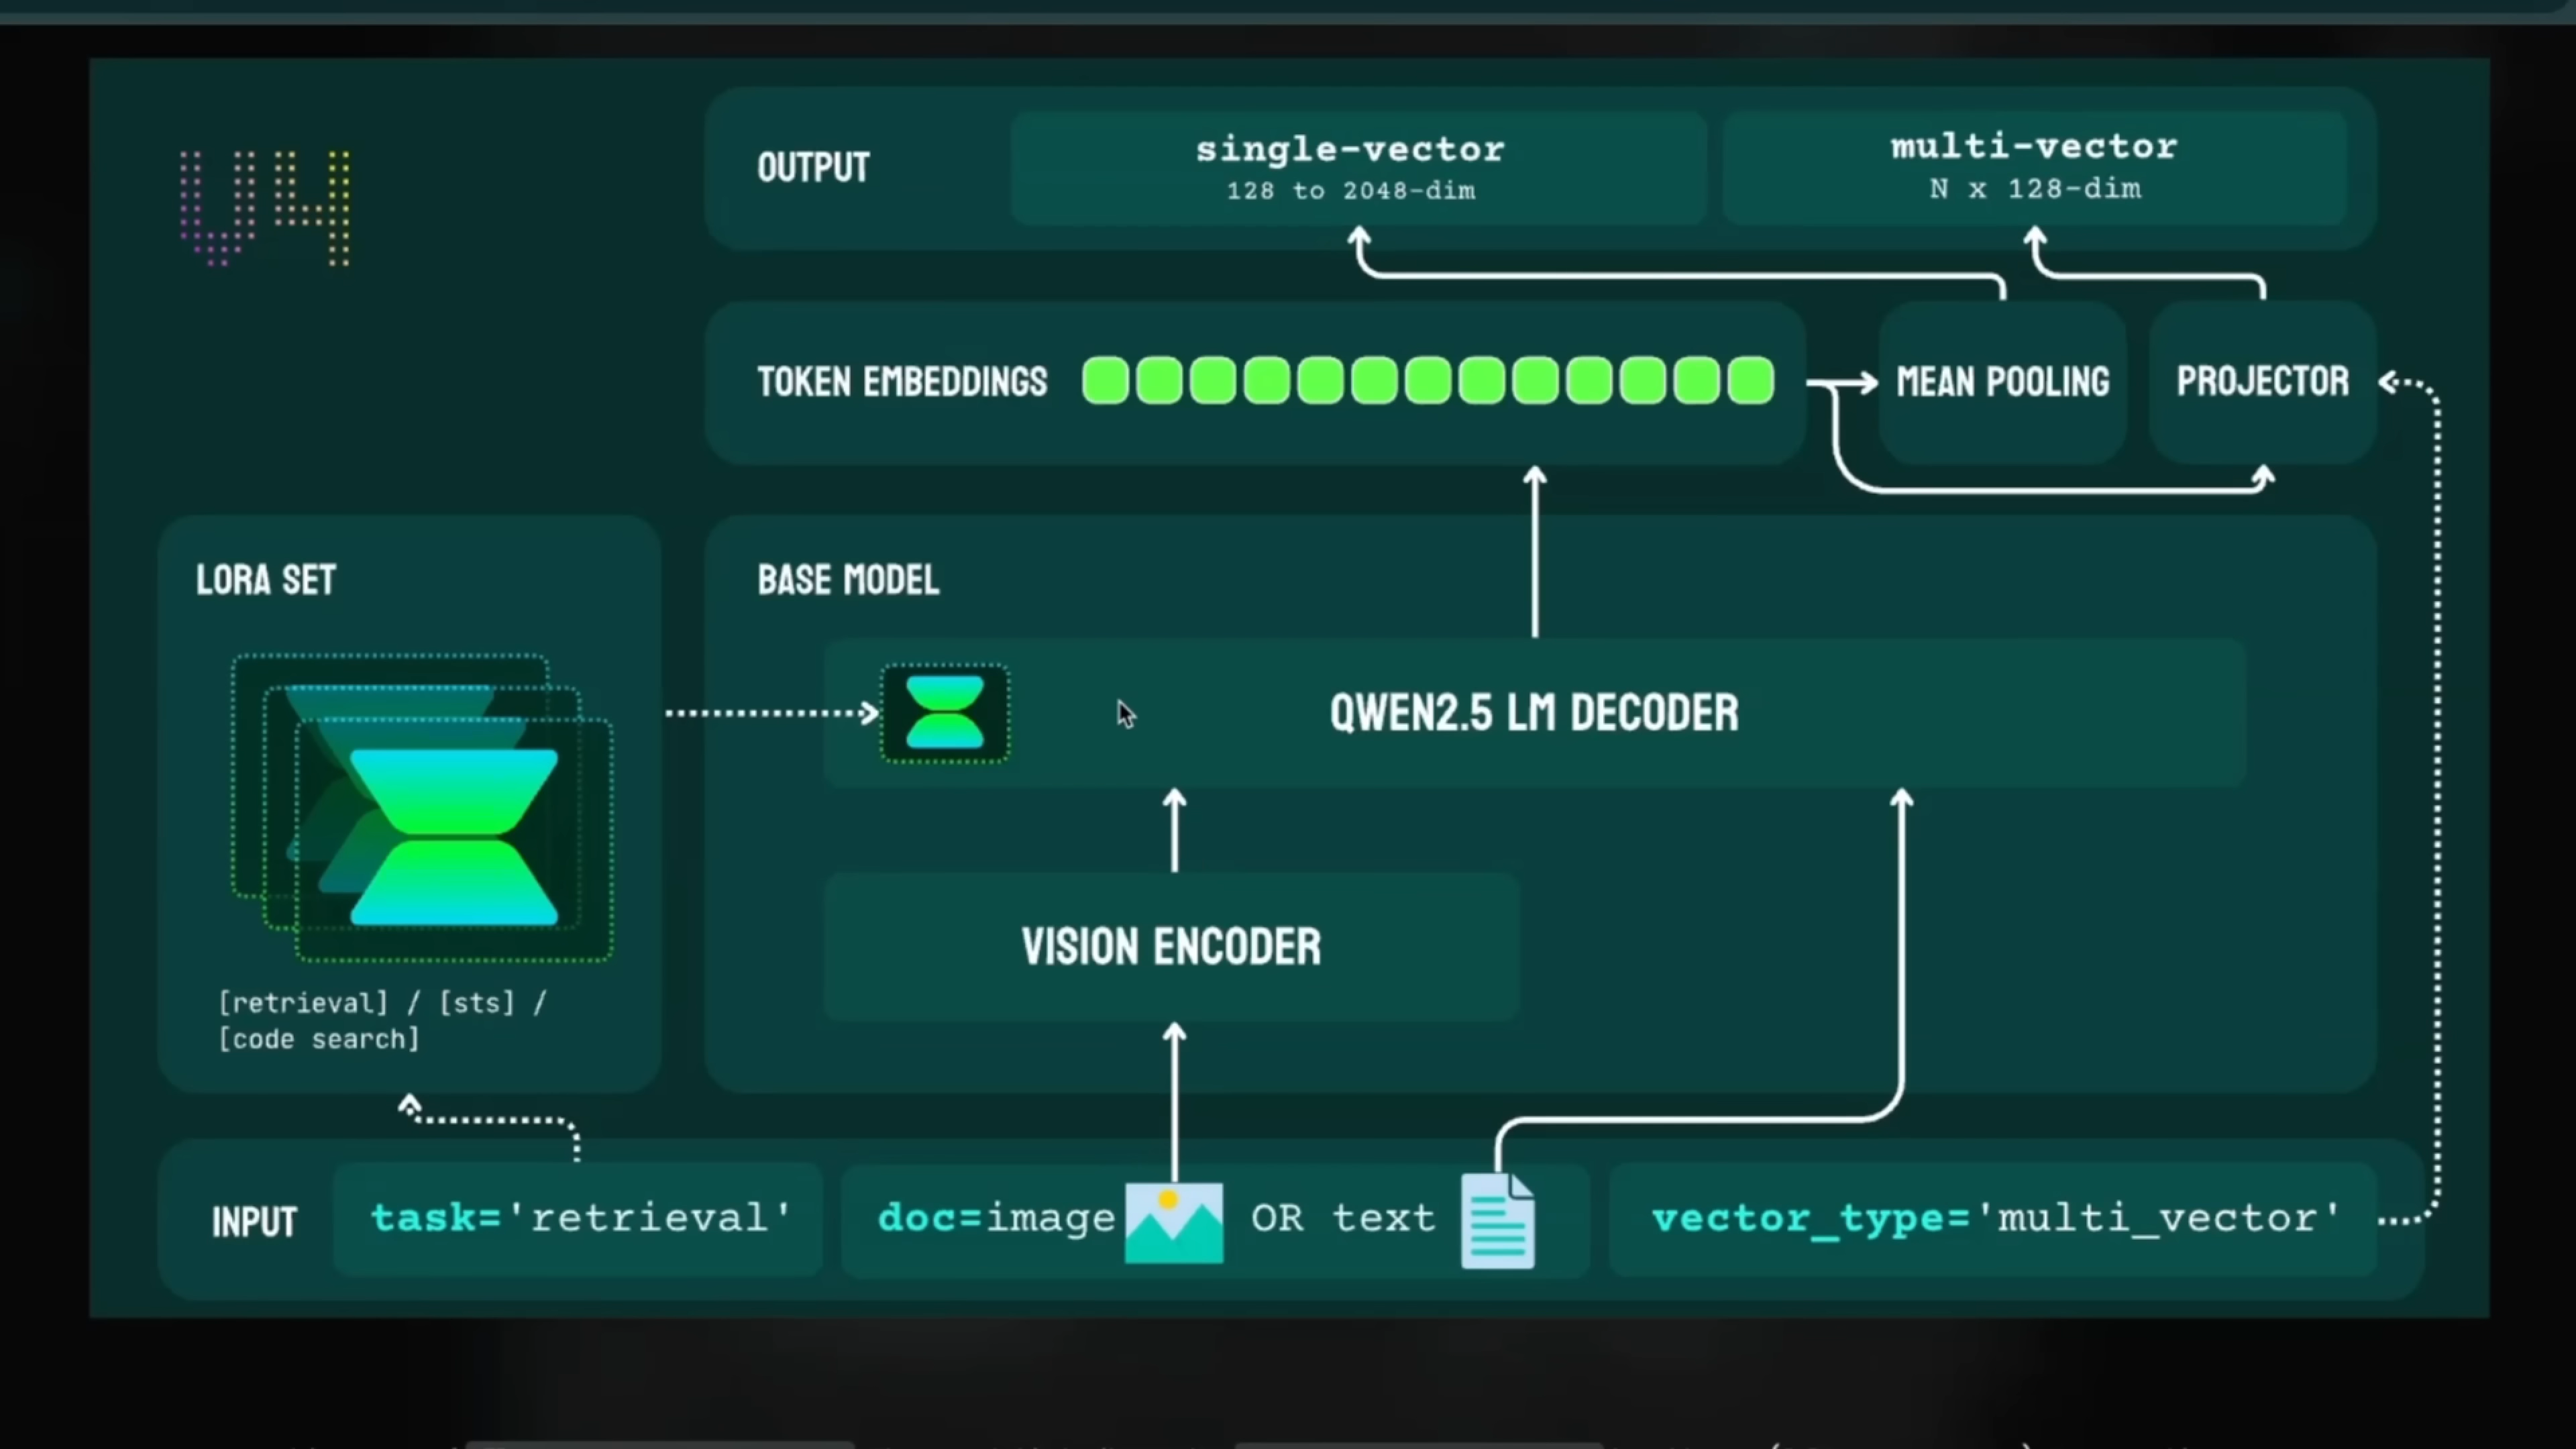 V4
OUTPUT
single-vector
128 to 2048-dim
multi-vector
N x 128-dim
TOKEN EMBEDDINGS
MEAN POOLING
PROJECTOR
LORA SET
BASE MODEL
QWEN2.5 LM DECODER
VISION ENCODER
[retrieval] / [sts] /
[code search]
INPUT
task='retrieval'
doc=image OR text
vector_type='multi_vector'